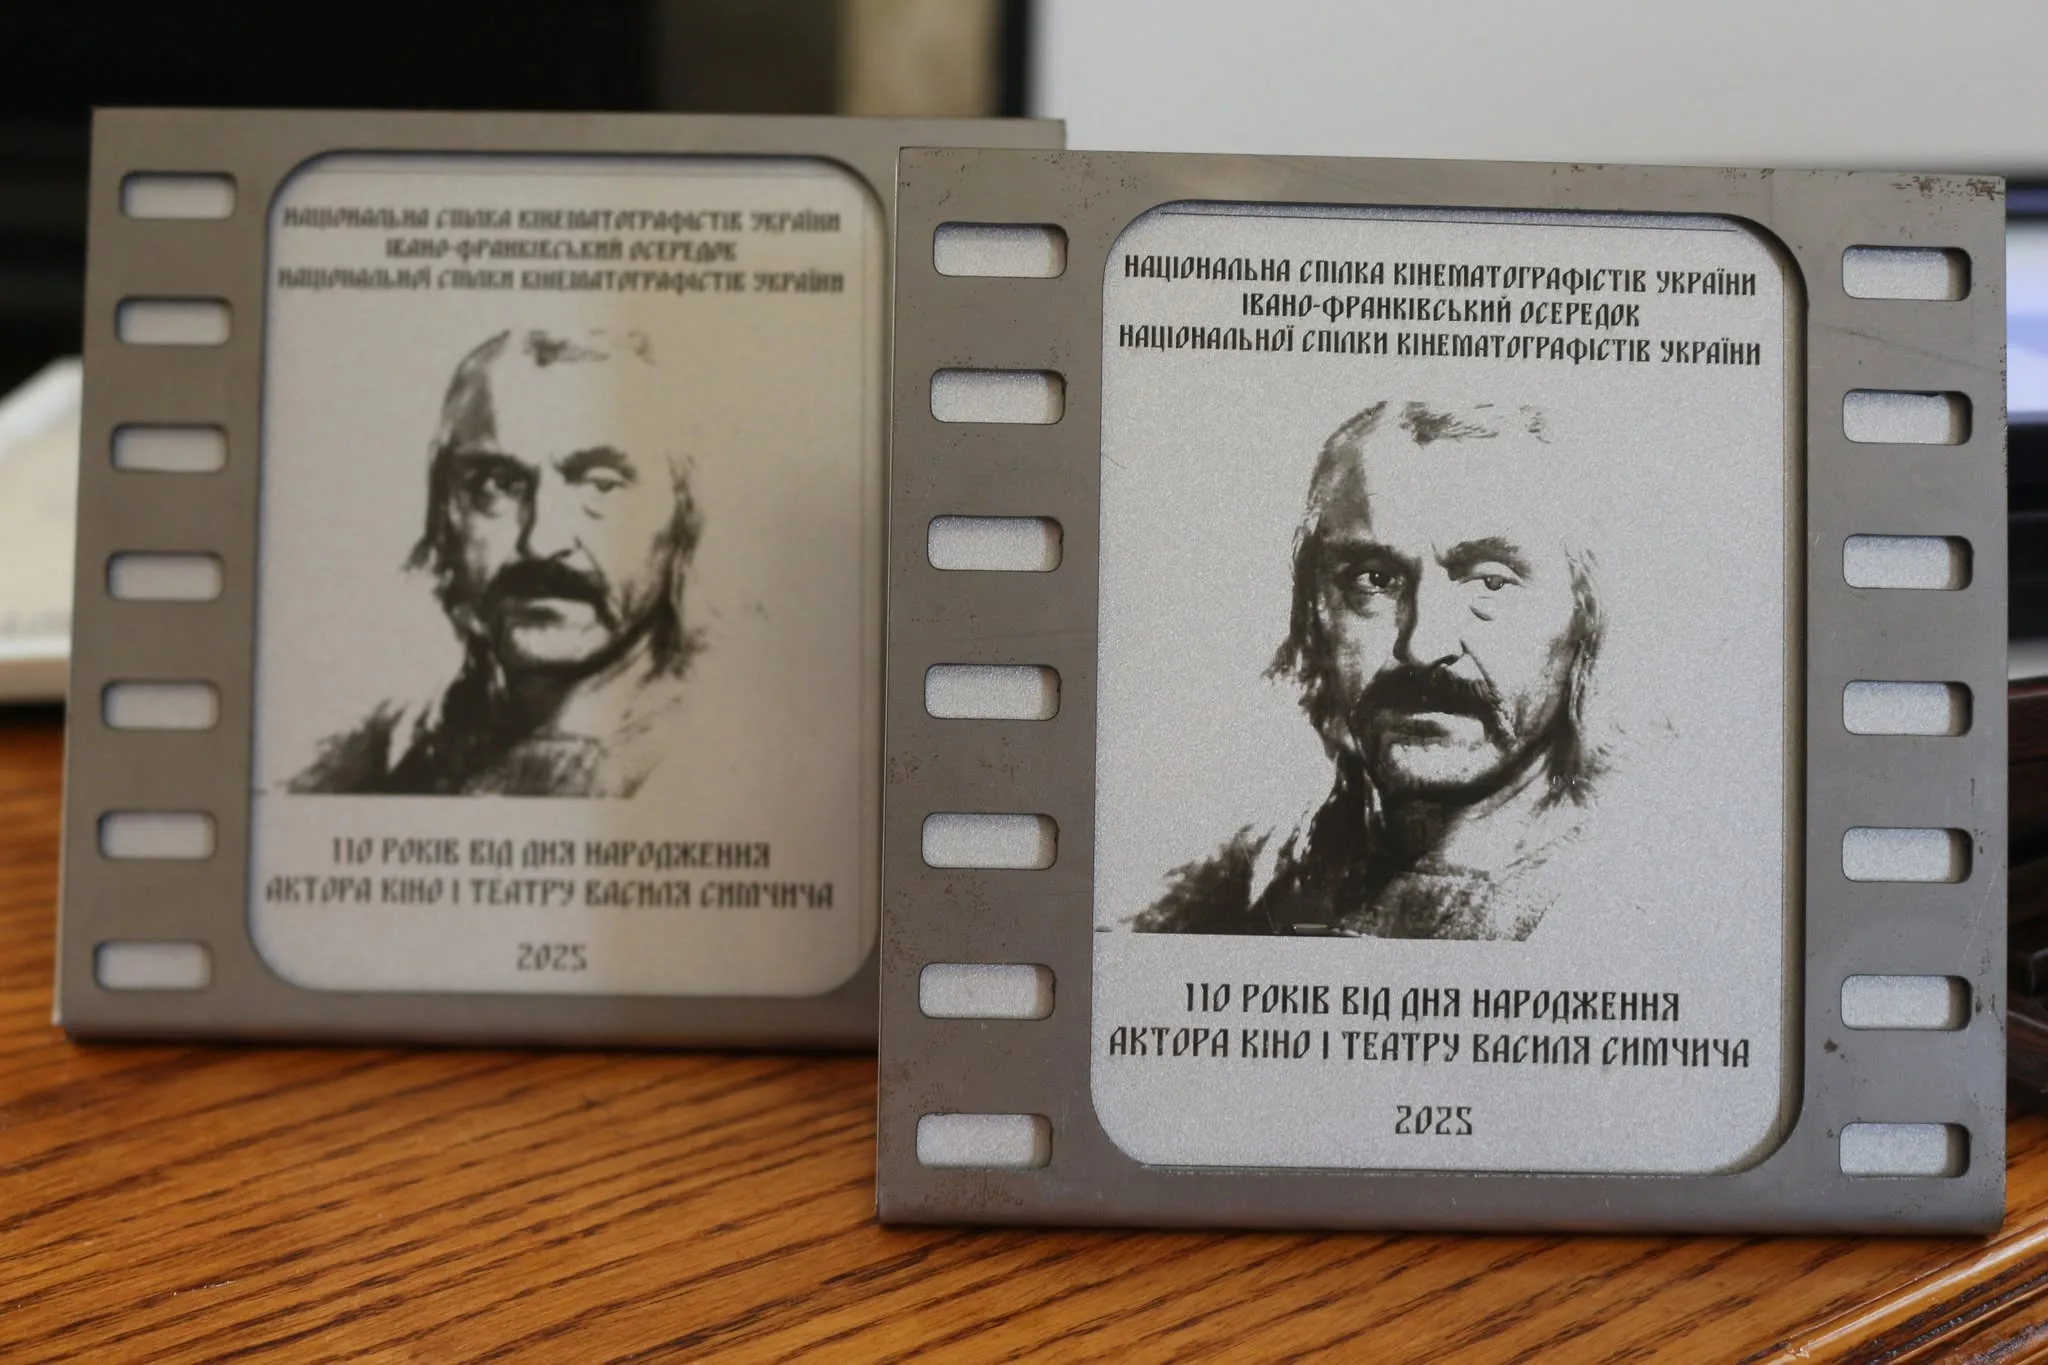 НАЦІОНАЛЬНА СПІЛКА КІНЕМАТОГРАФІСТІВ УКРАЇНИ
ІВАНО-ФРАНКІВСЬКИЙ ОСЕРЕДОК
НАЦІОНАЛЬНОЇ СПІЛКИ КІНЕМАТОГРАФІСТІВ УКРАЇНИ
110 РОКІВ ВІД ДНЯ НАРОДЖЕННЯ
АКТОРА КІНО І ТЕАТРУ ВАСИЛЯ СИМЧИЧА
2025
НАЦІОНАЛЬНА СПІЛКА КІНЕМАТОГРАФІСТІВ УКРАЇНИ
ІВАНО-ФРАНКІВСЬКИЙ ОСЕРЕДОК
НАЦІОНАЛЬНОЇ СПІЛКИ КІНЕМАТОГРАФІСТІВ УКРАЇНИ
110 РОКІВ ВІД ДНЯ НАРОДЖЕННЯ
АКТОРА КІНО І ТЕАТРУ ВАСИЛЯ СИМЧИЧА
2025